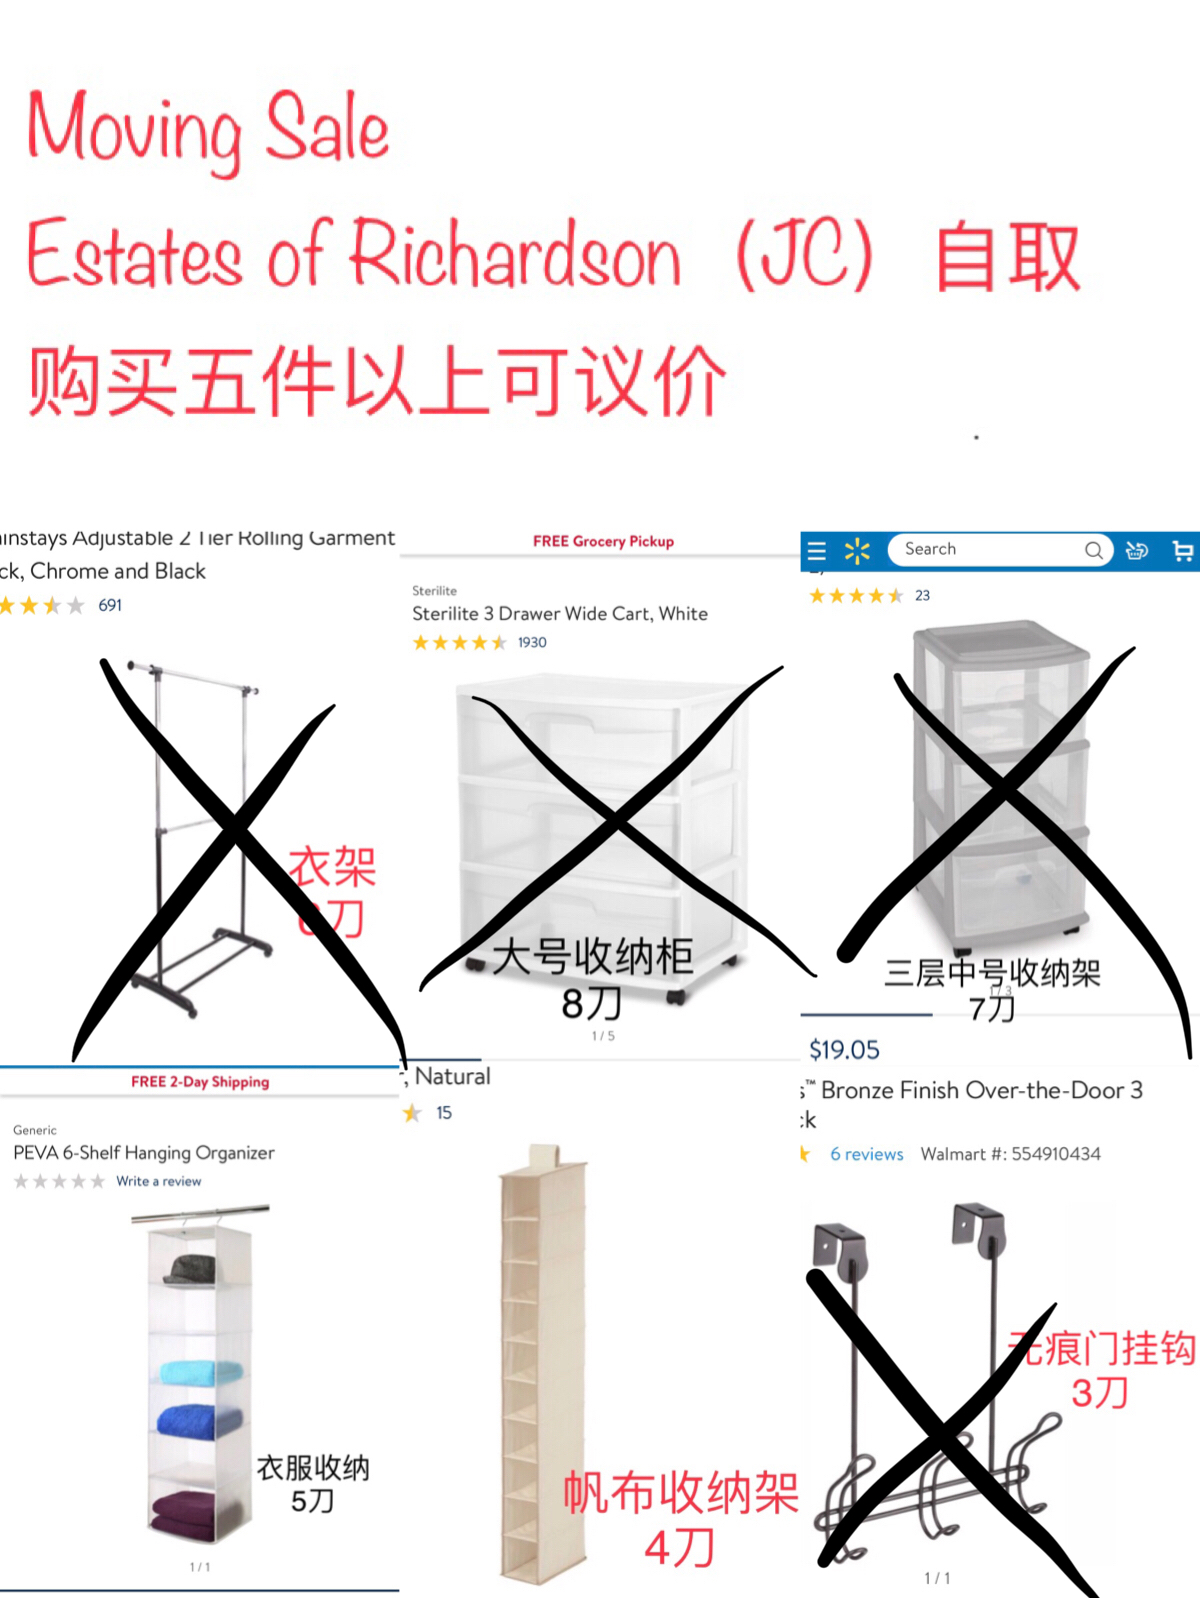 Moving Sale
Estates of Richardson（JC） 自取
购买五件以上可议价
instays Adjustable 2 Tier Rolling Garment
ck, Chrome and Black
691
衣架
6刀
FREE Grocery Pickup
Sterilite
Sterilite 3 Drawer Wide Cart, White
1930
大号收纳柜
8刀
1 / 5
Search
23
三层中号收纳架
7刀
$19.05
FREE 2-Day Shipping
Generic
PEVA 6-Shelf Hanging Organizer
Write a review
衣服收纳
5刀
1 / 1
, Natural
15
帆布收纳架
4刀
s™ Bronze Finish Over-the-Door 3
ck
6 reviews Walmart #: 554910434
无痕门挂钩
3刀
1 / 1